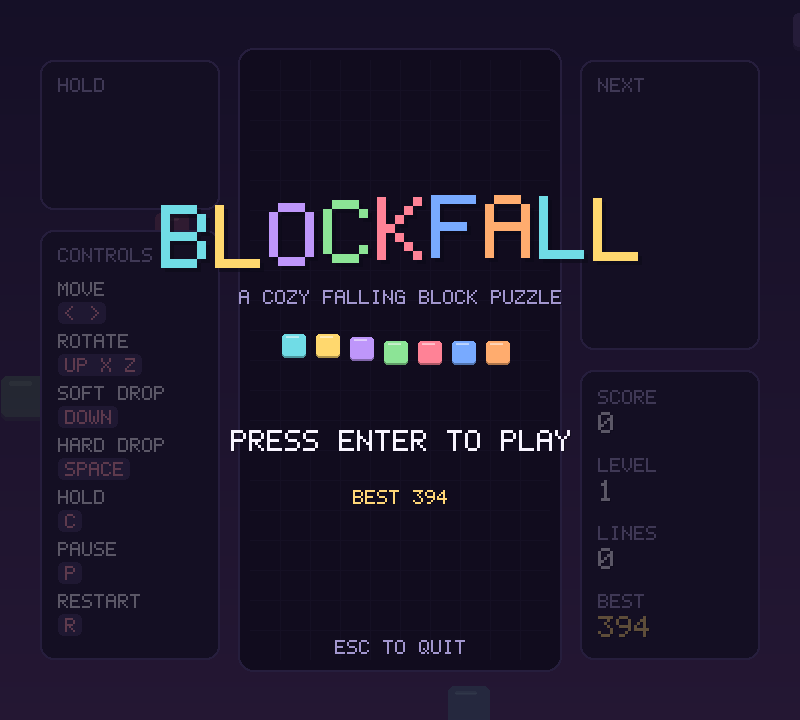 HOLD
NEXT
BLOCKFALL
CONTROLS
A COZY FALLING BLOCK PUZZLE
MOVE
< >
ROTATE
UP X Z
SOFT DROP
DOWN
HARD DROP
SPACE
HOLD
C
PAUSE
P
RESTART
R
PRESS ENTER TO PLAY
BEST 394
ESC TO QUIT
SCORE
0
LEVEL
1
LINES
0
BEST
394